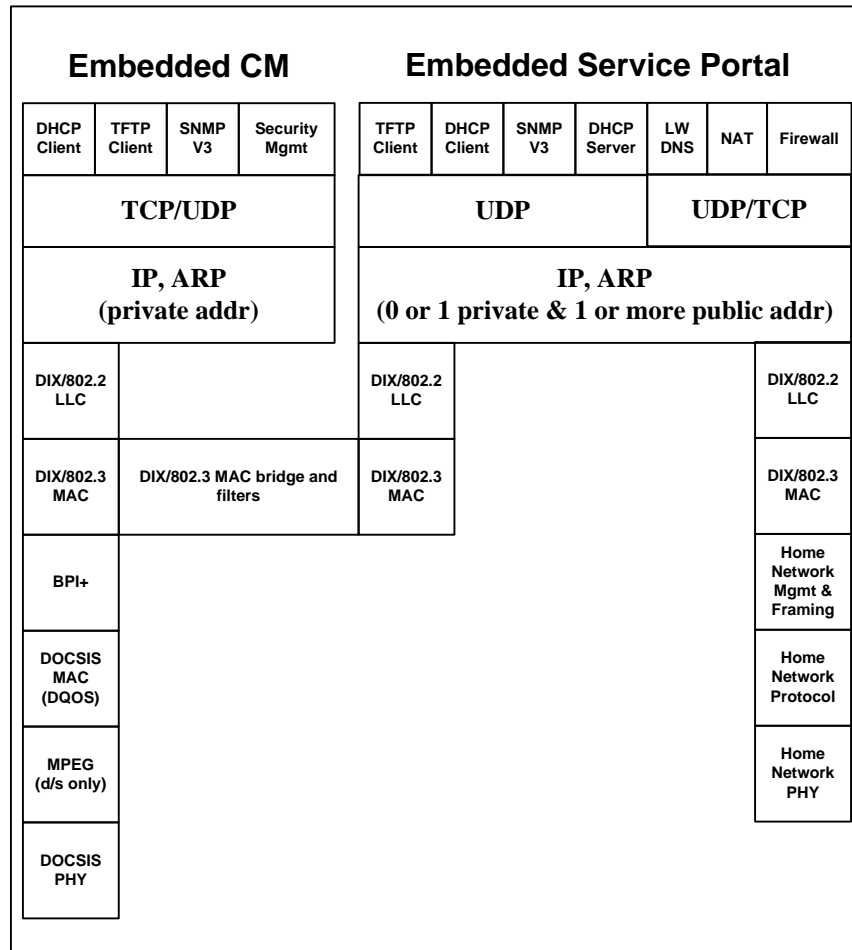 Embedded CM
Embedded Service Portal
DHCP
Client
TFTP
Client
SNMP
V3
Security
Mgmt
TFTP
Client
DHCP
Client
SNMP
V3
DHCP
Server
LW
DNS
NAT
Firewall
TCP/UDP
UDP
UDP/TCP
IP, ARP
(private addr)
IP, ARP
(0 or 1 private & 1 or more public addr)
DIX/802.2
LLC
DIX/802.2
LLC
DIX/802.2
LLC
DIX/802.3
MAC
DIX/802.3 MAC bridge and
filters
DIX/802.3
MAC
DIX/802.3
MAC
BPI+
Home
Network
Mgmt &
Framing
DOCSIS
MAC
(DQOS)
Home
Network
Protocol
MPEG
(d/s only)
Home
Network
PHY
DOCSIS
PHY